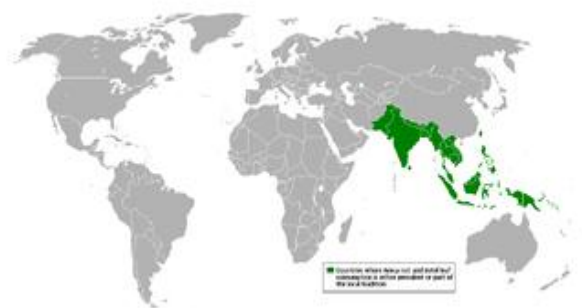 Countries where Areca nut and betel leaf
consumption is either prevalent or part of
the local tradition